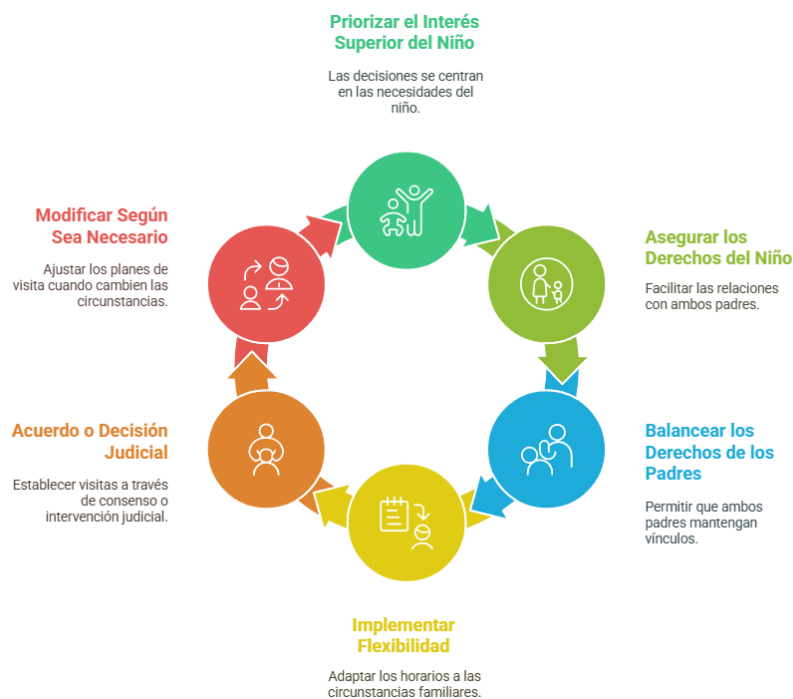 Priorizar el Interés
Superior del Niño
Las decisiones se centran
en las necesidades del
niño.
Asegurar los
Derechos del Niño
Facilitar las relaciones
con ambos padres.
Balancear los
Derechos de los
Padres
Permitir que ambos
padres mantengan
vínculos.
Implementar
Flexibilidad
Adaptar los horarios a las
circunstancias familiares.
Acuerdo o Decisión
Judicial
Establecer visitas a través
de consenso o
intervención judicial.
Modificar Según
Sea Necesario
Ajustar los planes de
visita cuando cambien las
circunstancias.